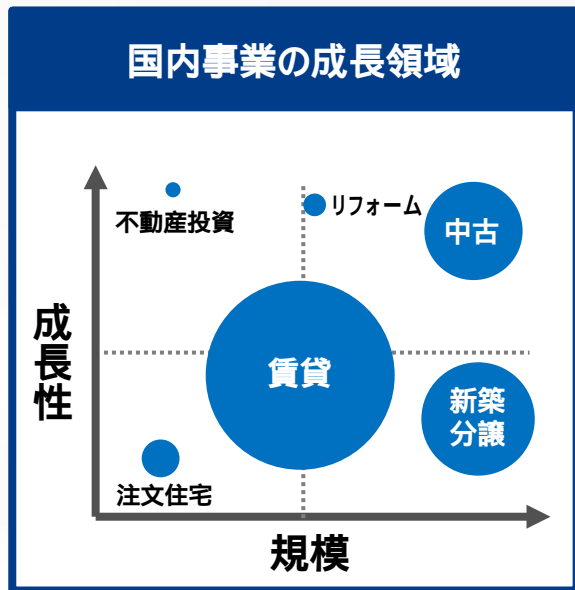 国内事業の成長領域
不動産投資
リフォーム
中古
成長性
賃貸
新築
分譲
注文住宅
規模